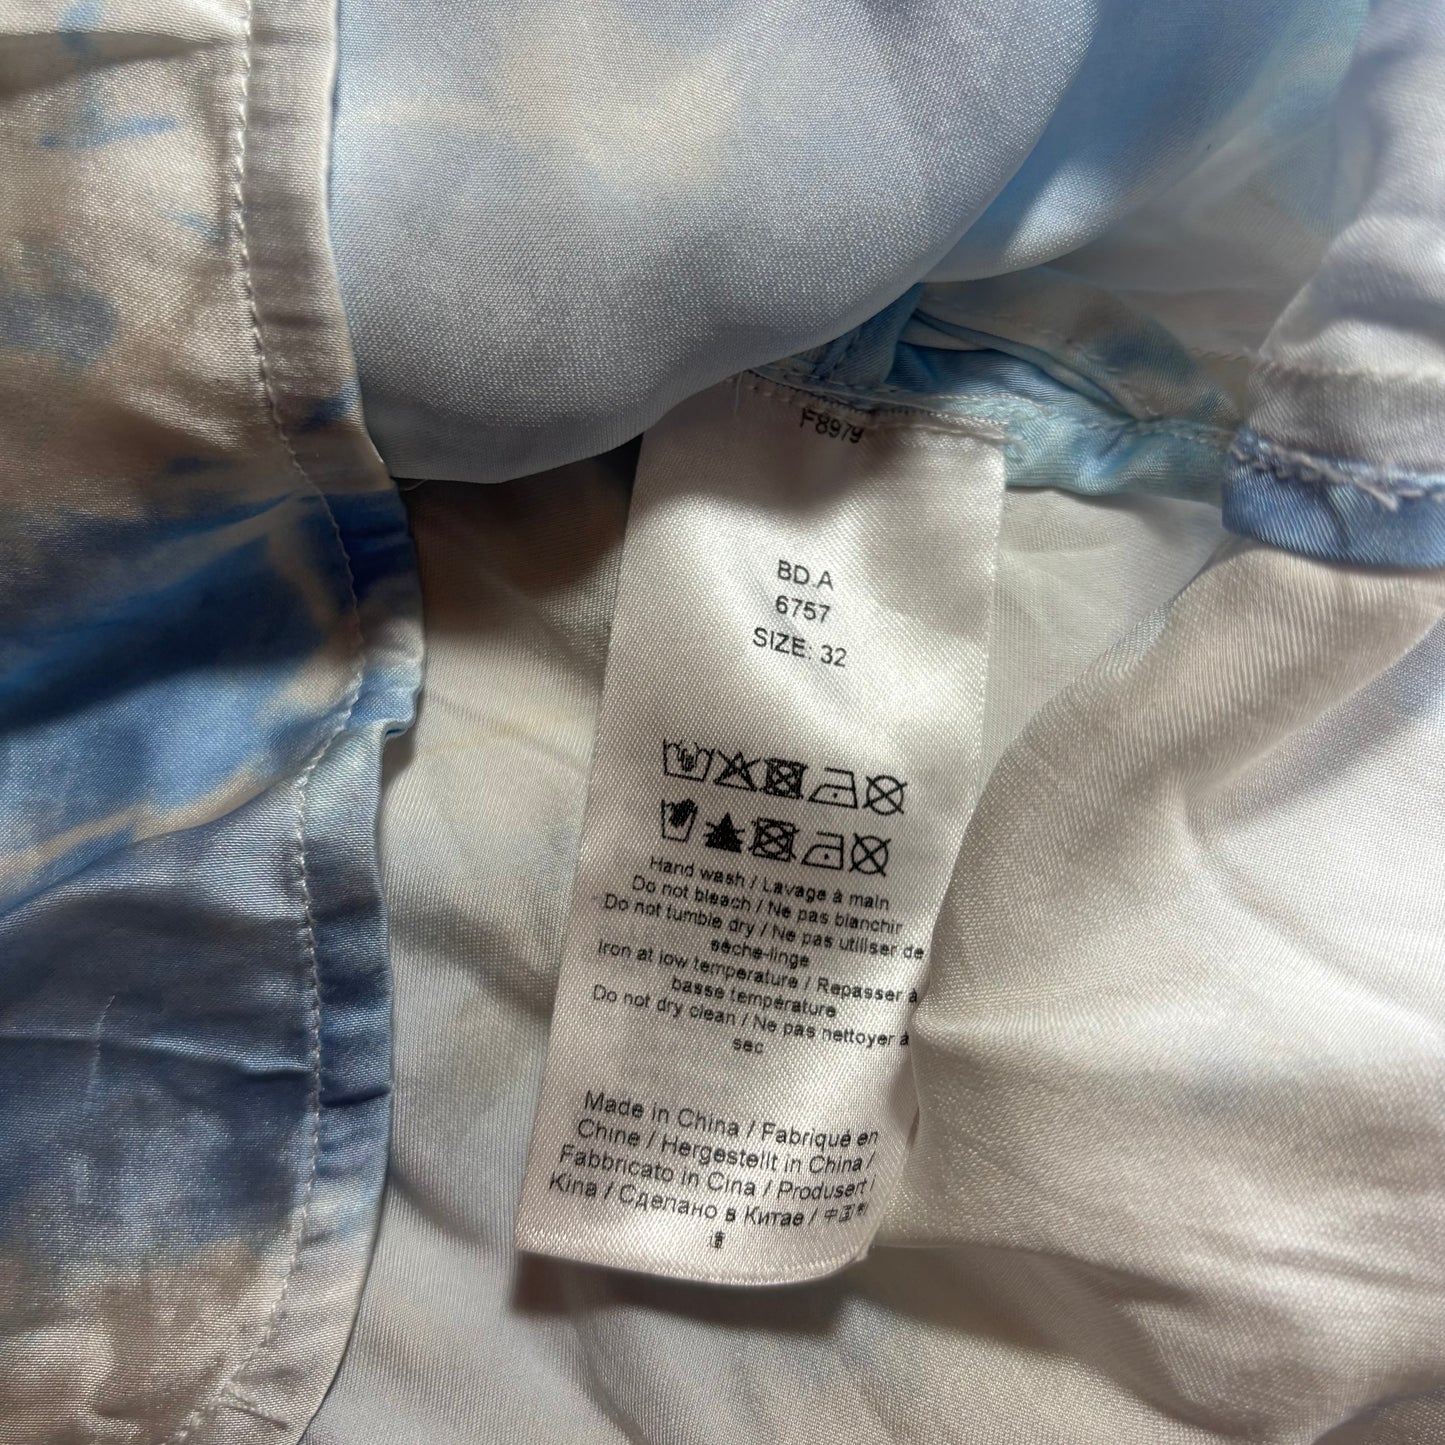 F8979
BD.A
6757
SIZE: 32
Hand wash / Lavage à main
Do not bleach / Ne pas blanchir
Do not tumble dry / Ne pas utiliser de
sèche-linge
Iron at low temperature / Repasser à
basse température
Do not dry clean / Ne pas nettoyer à
sec
Made in China / Fabriqué en
Chine / Hergestellt in China /
Fabbricato in Cina / Produsert i
Kina / Сделано в Китае / 中国制
造